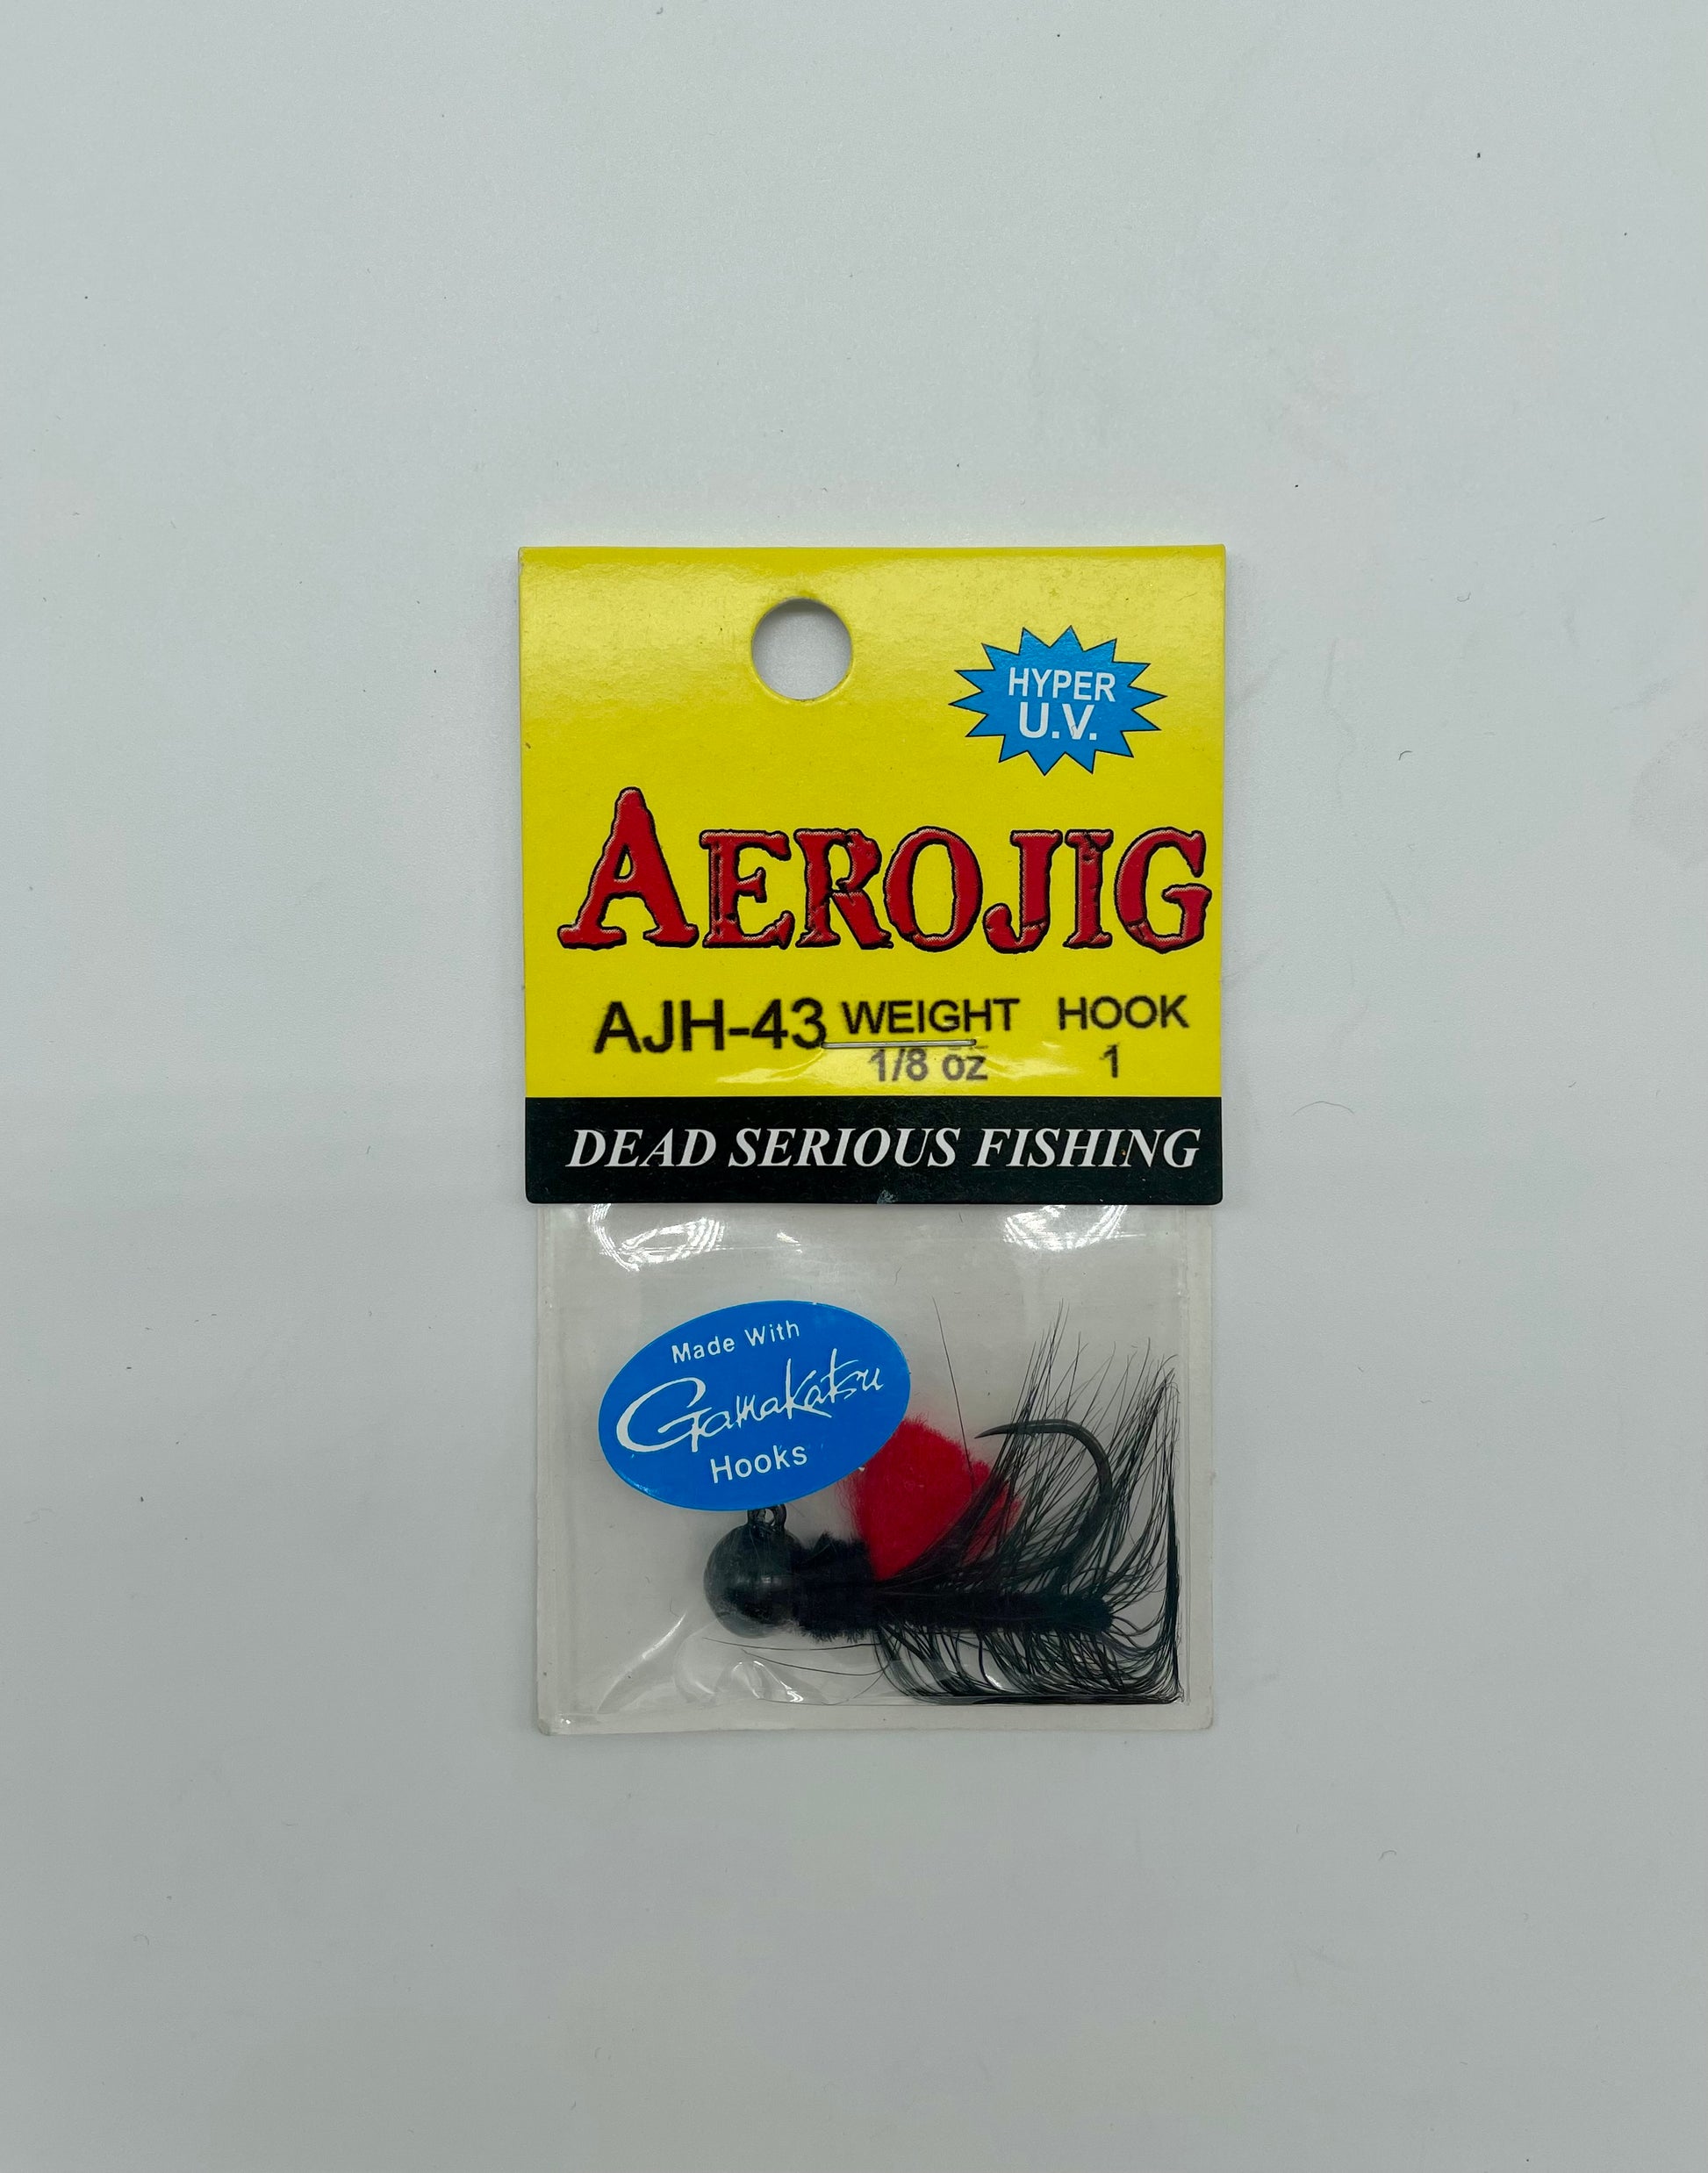 HYPER
U.V.
AEROJIG
AJH-43 WEIGHT HOOK
1/8 oz 1
DEAD SERIOUS FISHING
Made With
Gamakatsu
Hooks